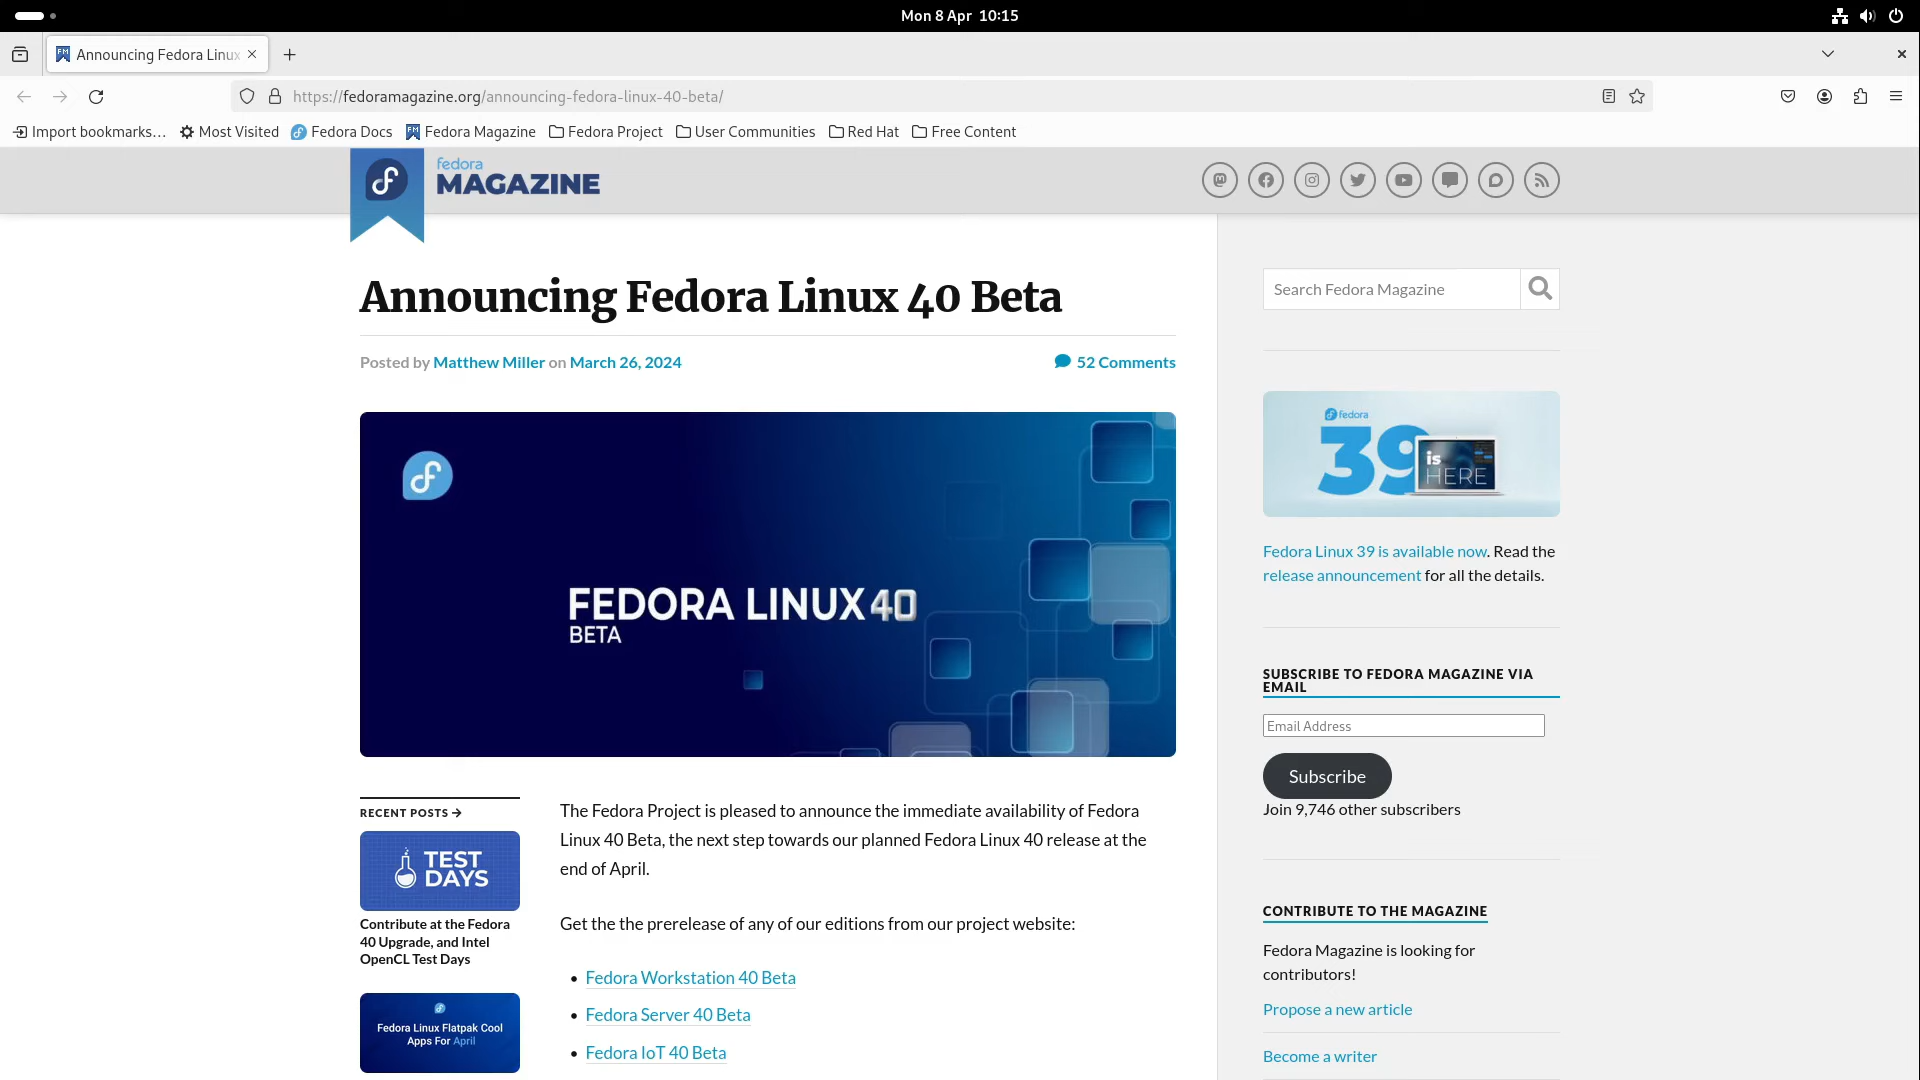 Mon 8 Apr 10:15
Announcing Fedora Linux
https://fedoramagazine.org/announcing-fedora-linux-40-beta/
Import bookmarks… Most Visited Fedora Docs Fedora Magazine Fedora Project User Communities Red Hat Free Content
fedora
MAGAZINE
Announcing Fedora Linux 40 Beta
Posted by Matthew Miller on March 26, 2024
52 Comments
FEDORA LINUX 40
BETA
RECENT POSTS →
TEST
DAYS
Contribute at the Fedora
40 Upgrade, and Intel
OpenCL Test Days
Fedora Linux Flatpak Cool
Apps For April
The Fedora Project is pleased to announce the immediate availability of Fedora
Linux 40 Beta, the next step towards our planned Fedora Linux 40 release at the
end of April.
Get the the prerelease of any of our editions from our project website:
• Fedora Workstation 40 Beta
• Fedora Server 40 Beta
• Fedora IoT 40 Beta
Search Fedora Magazine
fedora
39
is
HERE
Fedora Linux 39 is available now. Read the
release announcement for all the details.
SUBSCRIBE TO FEDORA MAGAZINE VIA
EMAIL
Email Address
Subscribe
Join 9,746 other subscribers
CONTRIBUTE TO THE MAGAZINE
Fedora Magazine is looking for
contributors!
Propose a new article
Become a writer